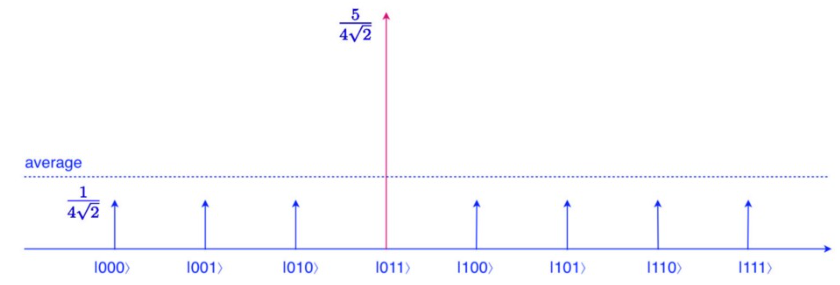 5/4√2
average
1/4√2
|000⟩ |001⟩ |010⟩ |011⟩ |100⟩ |101⟩ |110⟩ |111⟩